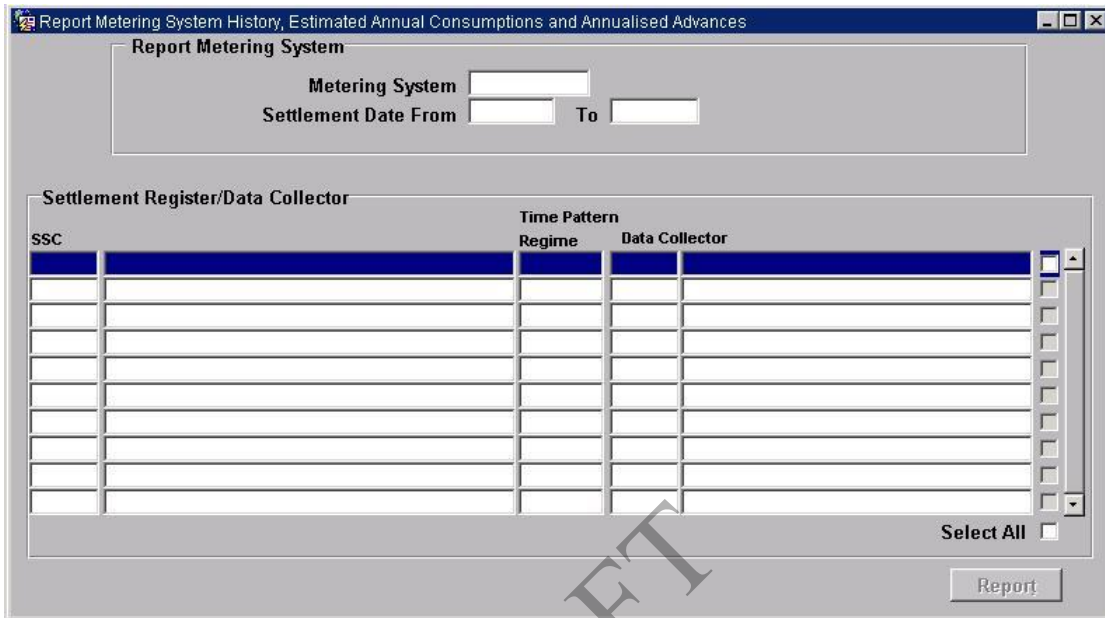 Report Metering System History, Estimated Annual Consumptions and Annualised Advances
Report Metering System
Metering System
Settlement Date From To
Settlement Register/Data Collector
SSC Time Pattern Regime Data Collector
Select All
Report